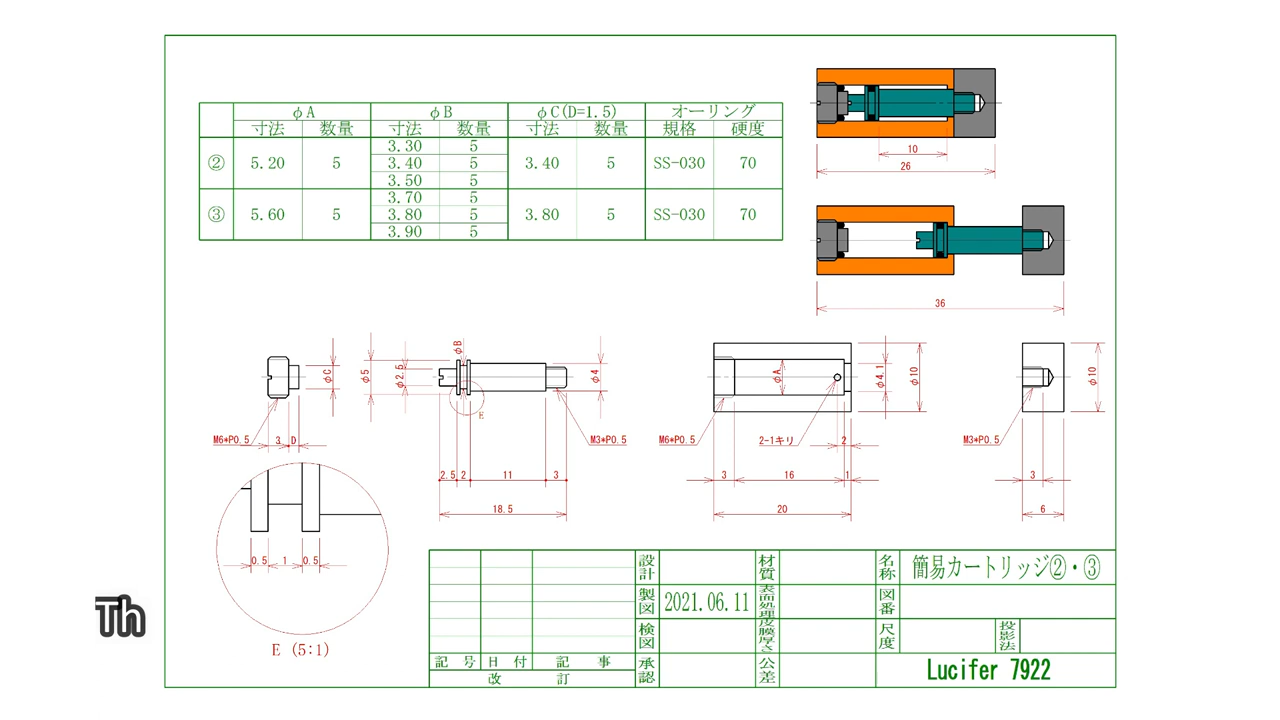 φA φB φC(D=1.5) オーリング
寸法 数量 寸法 数量 寸法 数量 規格 硬度
② 5.20 5 3.30 5 3.40 5 SS-030 70
3.40 5
3.50 5
③ 5.60 5 3.70 5 3.80 5 SS-030 70
3.80 5
3.90 5
10
26
36
φC φ5 φ2.5 φB φ4 φA φ4.1 φ10 φ10
E
M6*P0.5 3 D M3*P0.5 M6*P0.5 2-1キリ 2 M3*P0.5
2.5 2 11 3 3 16 1 3
18.5 20 6
0.5 1 0.5
E (5:1)
Th
設計 材質 名称 簡易カートリッジ②・③
製図 2021.06.11 表面処理 図番
検図 皮膜厚さ 尺度 投影法
記号 日付 記事 承認 公差 Lucifer 7922
改訂